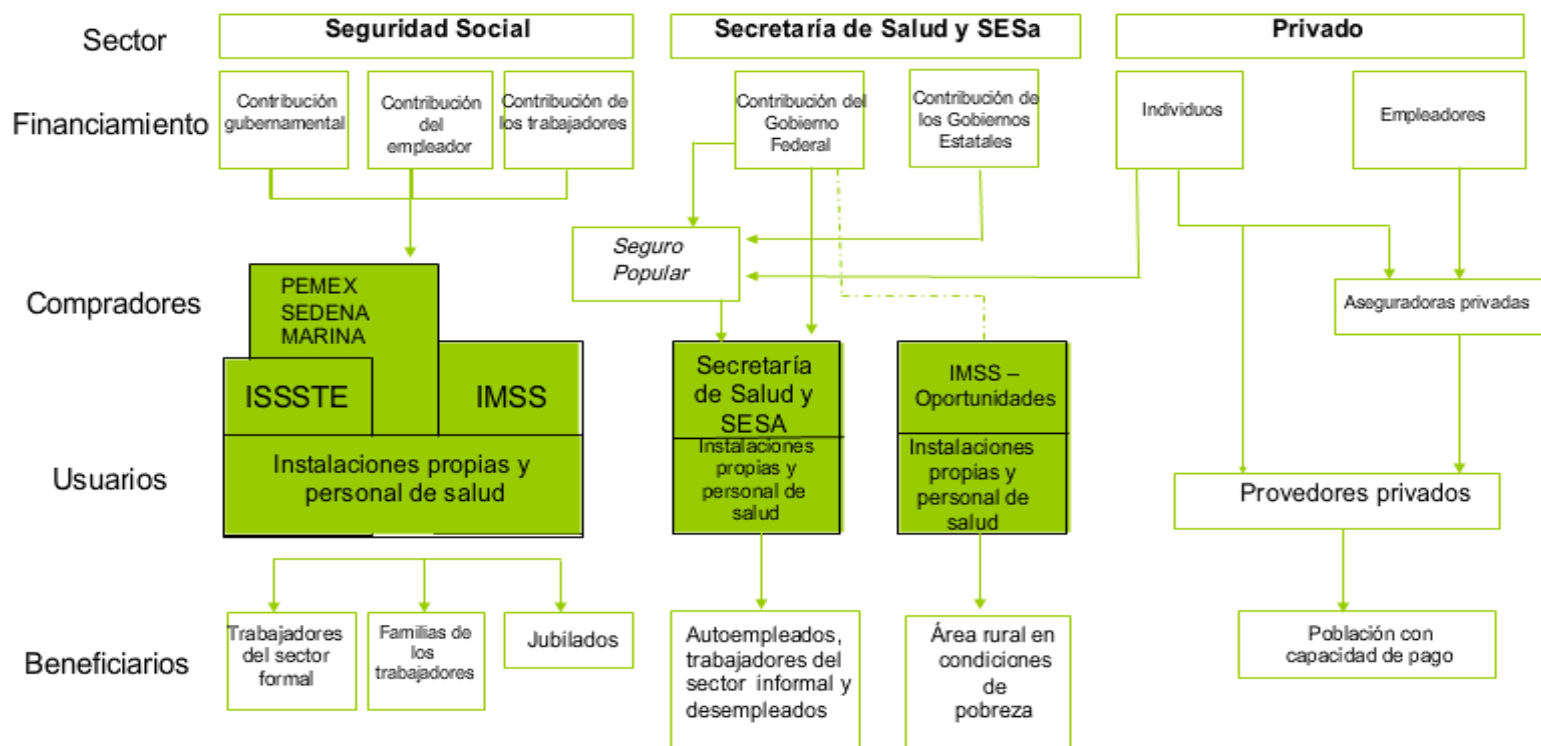 Sector
Seguridad Social
Secretaría de Salud y SESa
Privado
Financiamiento
Contribución
gubernamental
Contribución
del
empleador
Contribución de
los trabajadores
Contribución del
Gobierno
Federal
Contribución de
los Gobiernos
Estatales
Individuos
Empleadores
Compradores
Seguro
Popular
PEMEX
SEDENA
MARINA
ISSSTE
IMSS
Secretaría
de Salud y
SESA
IMSS –
Oportunidades
Aseguradoras privadas
Usuarios
Instalaciones propias y
personal de salud
Instalaciones
propias y
personal de
salud
Instalaciones
propias y
personal de
salud
Provedores privados
Beneficiarios
Trabajadores
del sector
formal
Familias de
los
trabajadores
Jubilados
Autoempleados,
trabajadores del
sector informal y
desempleados
Área rural en
condiciones
de
pobreza
Población con
capacidad de pago